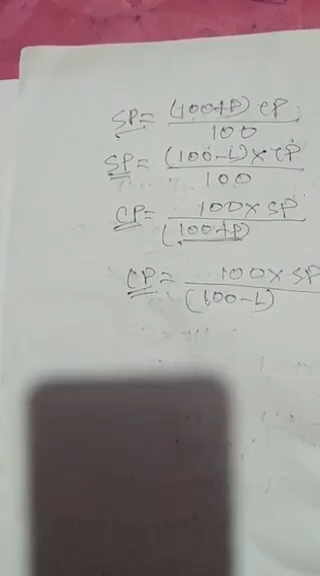 SP = (100+P) CP / 100
SP = (100-L) × CP / 100
CP = 100 × SP / (100+P)
CP = 100 × SP / (100-L)